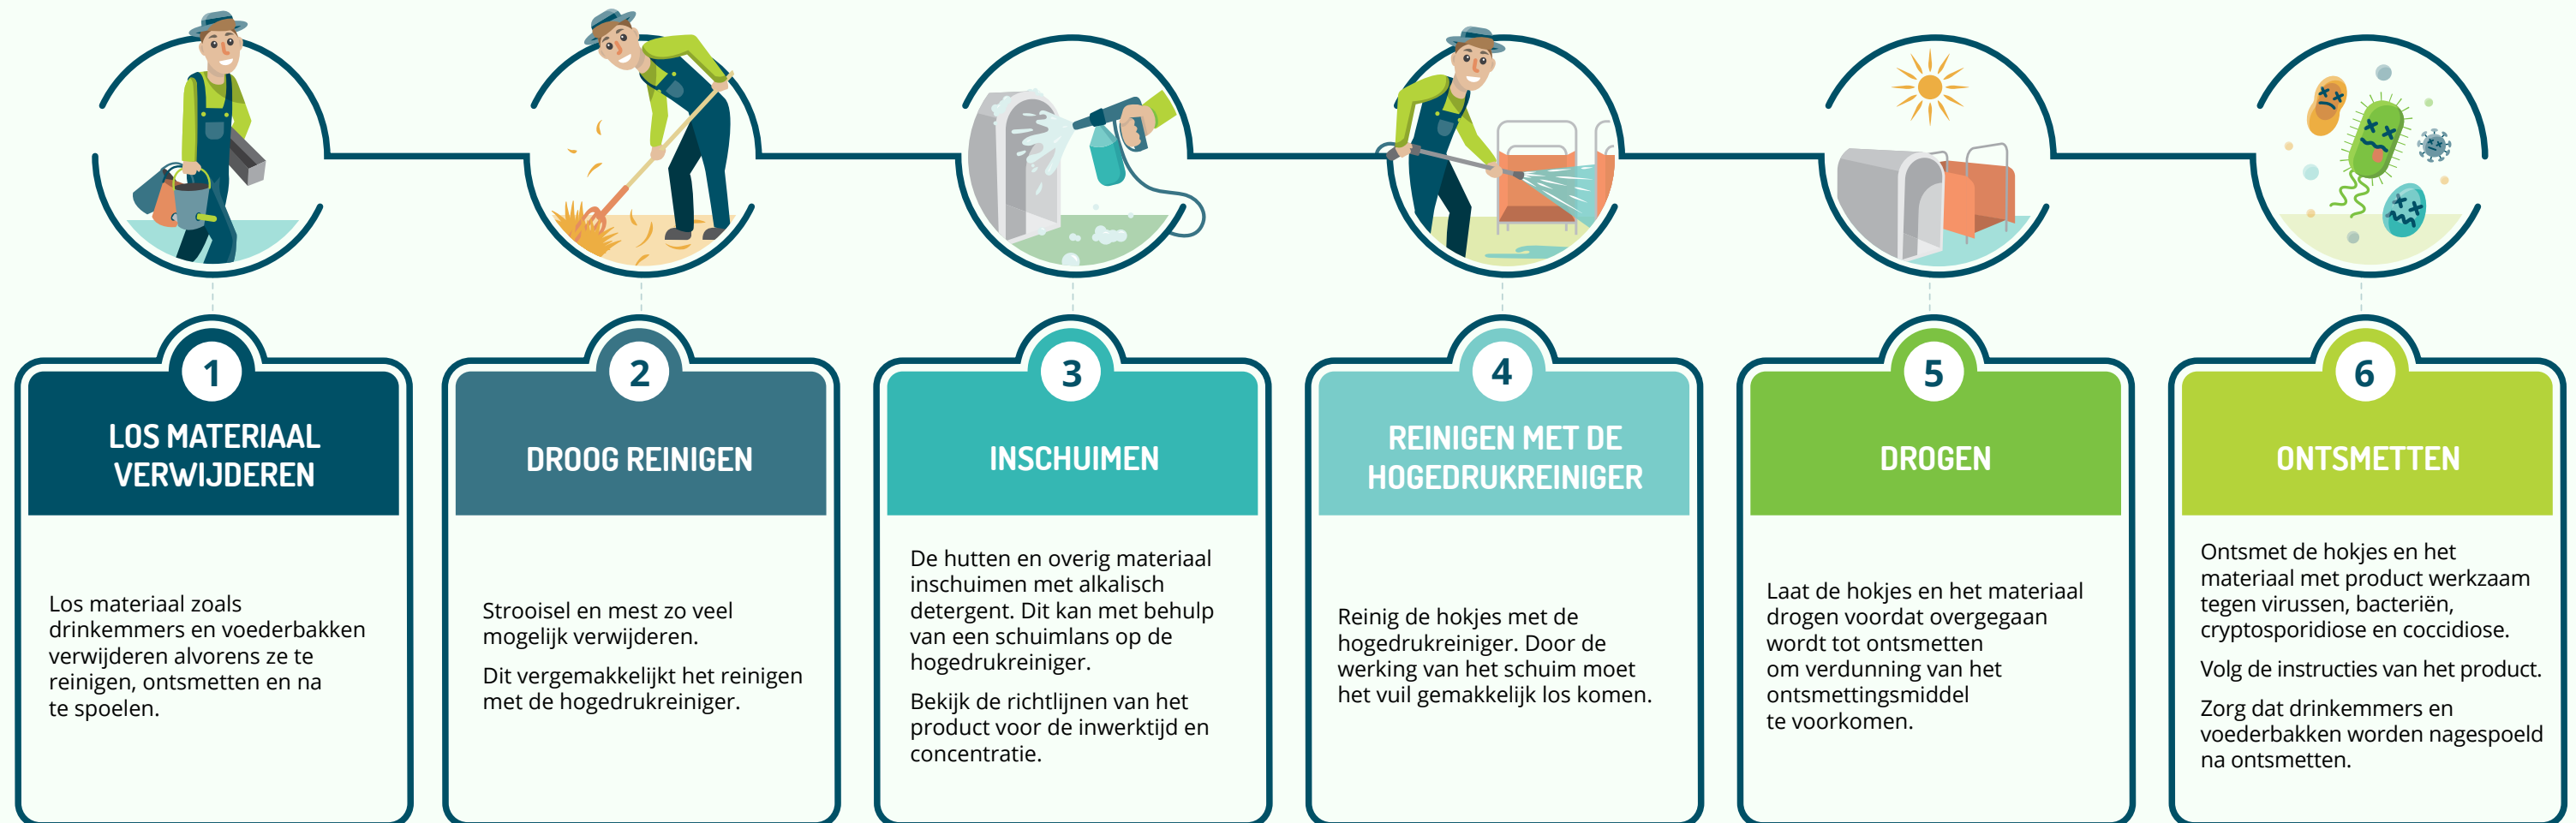 1
LOS MATERIAAL
VERWIJDEREN
Los materiaal zoals
drinkemmers en voederbakken
verwijderen alvorens ze te
reinigen, ontsmetten en na
te spoelen.
2
DROOG REINIGEN
Strooisel en mest zo veel
mogelijk verwijderen.
Dit vergemakkelijkt het reinigen
met de hogedrukreiniger.
3
INSCHUIMEN
De hutten en overig materiaal
inschuimen met alkalisch
detergent. Dit kan met behulp
van een schuimlans op de
hogedrukreiniger.
Bekijk de richtlijnen van het
product voor de inwerktijd en
concentratie.
4
REINIGEN MET DE
HOGEDRUKREINIGER
Reinig de hokjes met de
hogedrukreiniger. Door de
werking van het schuim moet
het vuil gemakkelijk los komen.
5
DROGEN
Laat de hokjes en het materiaal
drogen voordat overgegaan
wordt tot ontsmetten
om verdunning van het
ontsmettingsmiddel
te voorkomen.
6
ONTSMETTEN
Ontsmet de hokjes en het
materiaal met product werkzaam
tegen virussen, bacteriën,
cryptosporidiose en coccidiose.
Volg de instructies van het product.
Zorg dat drinkemmers en
voederbakken worden nagespoeld
na ontsmetten.